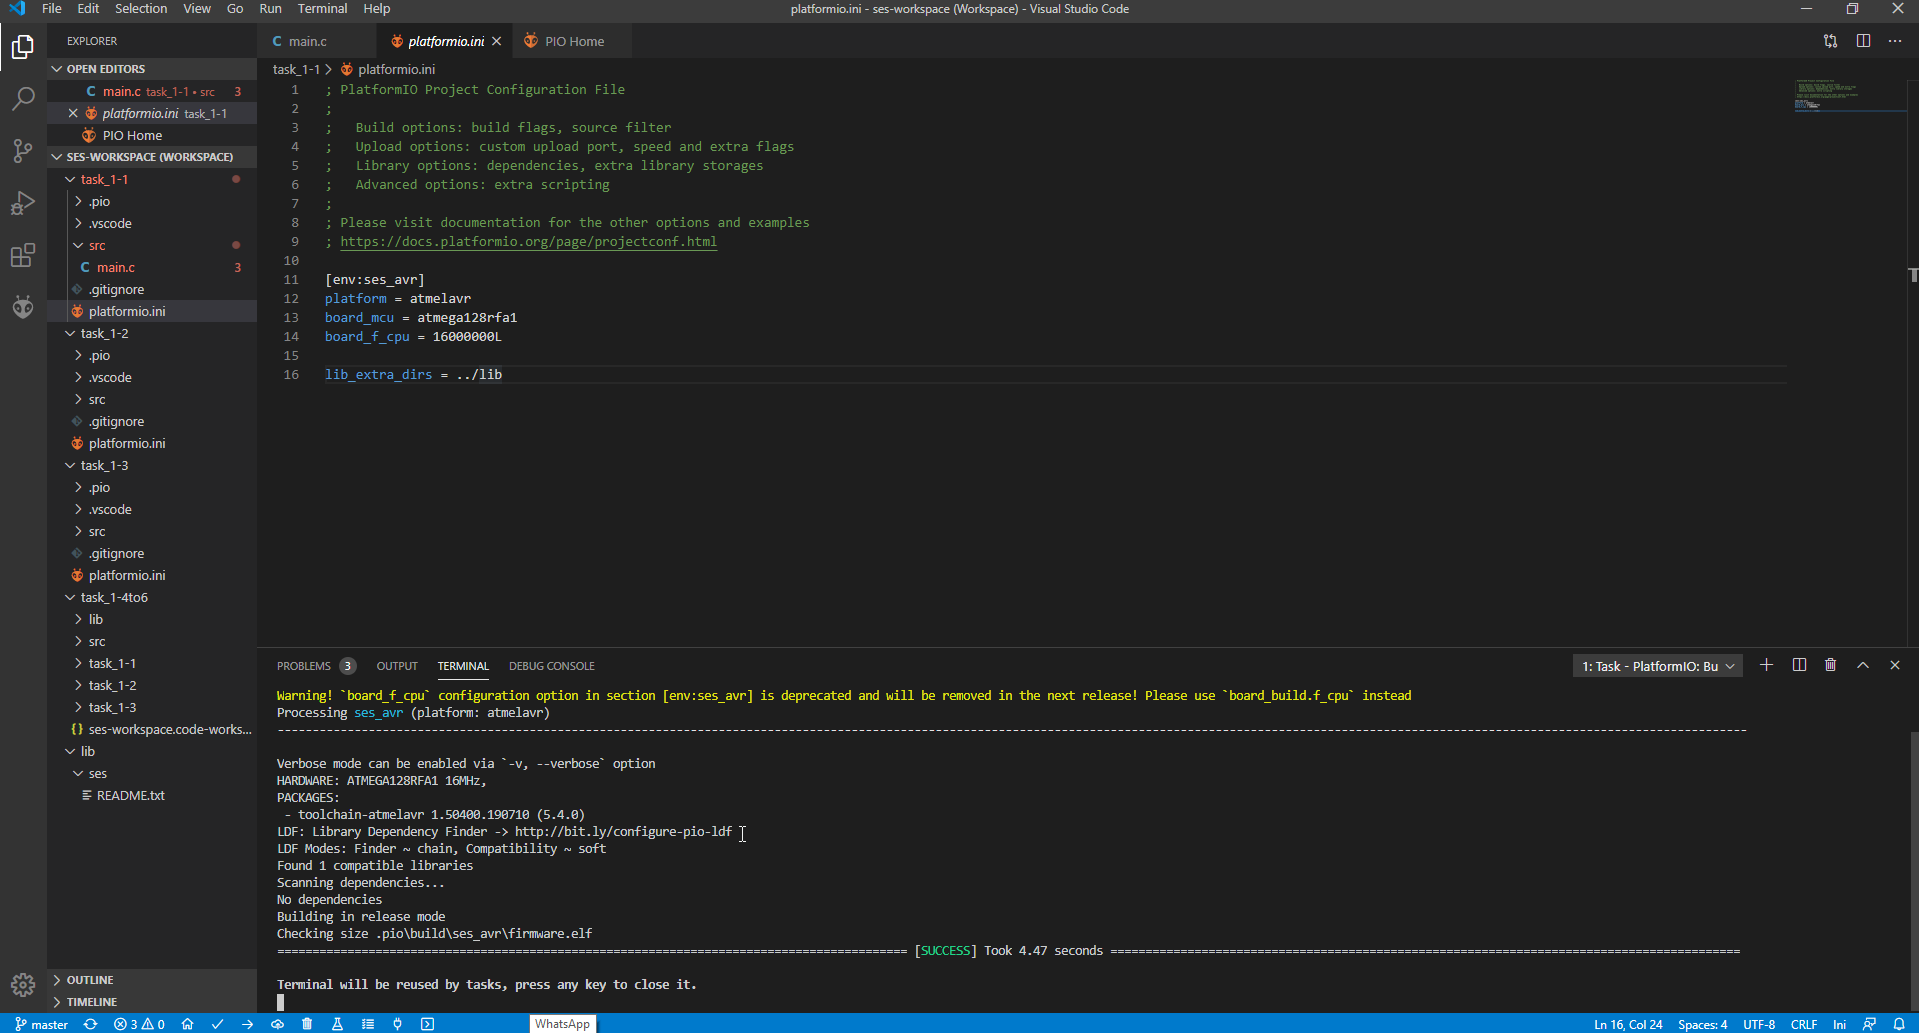 File Edit Selection View Go Run Terminal Help
platformio.ini - ses-workspace (Workspace) - Visual Studio Code
EXPLORER
OPEN EDITORS
main.c task_1-1 • src 3
platformio.ini task_1-1
PIO Home
SES-WORKSPACE (WORKSPACE)
task_1-1
.pio
.vscode
src
C main.c 3
.gitignore
platformio.ini
task_1-2
.pio
.vscode
src
.gitignore
platformio.ini
task_1-3
.pio
.vscode
src
.gitignore
platformio.ini
task_1-4to6
lib
src
task_1-1
task_1-2
task_1-3
{} ses-workspace.code-works...
lib
ses
README.txt
OUTLINE
TIMELINE
C main.c platformio.ini PIO Home
task_1-1 > platformio.ini
1 ; PlatformIO Project Configuration File
2 ;
3 ;   Build options: build flags, source filter
4 ;   Upload options: custom upload port, speed and extra flags
5 ;   Library options: dependencies, extra library storages
6 ;   Advanced options: extra scripting
7 ;
8 ; Please visit documentation for the other options and examples
9 ; https://docs.platformio.org/page/projectconf.html
10
11 [env:ses_avr]
12 platform = atmelavr
13 board_mcu = atmega128rfa1
14 board_f_cpu = 16000000L
15
16 lib_extra_dirs = ../lib
PROBLEMS 3 OUTPUT TERMINAL DEBUG CONSOLE 1: Task - PlatformIO: Bu
Warning! `board_f_cpu` configuration option in section [env:ses_avr] is deprecated and will be removed in the next release! Please use `board_build.f_cpu` instead
Processing ses_avr (platform: atmelavr)
Verbose mode can be enabled via `-v, --verbose` option
HARDWARE: ATMEGA128RFA1 16MHz,
PACKAGES:
- toolchain-atmelavr 1.50400.190710 (5.4.0)
LDF: Library Dependency Finder -> http://bit.ly/configure-pio-ldf
LDF Modes: Finder ~ chain, Compatibility ~ soft
Found 1 compatible libraries
Scanning dependencies...
No dependencies
Building in release mode
Checking size .pio\build\ses_avr\firmware.elf
[SUCCESS] Took 4.47 seconds
Terminal will be reused by tasks, press any key to close it.
master 3 0 WhatsApp Ln 16, Col 24 Spaces: 4 UTF-8 CRLF Ini